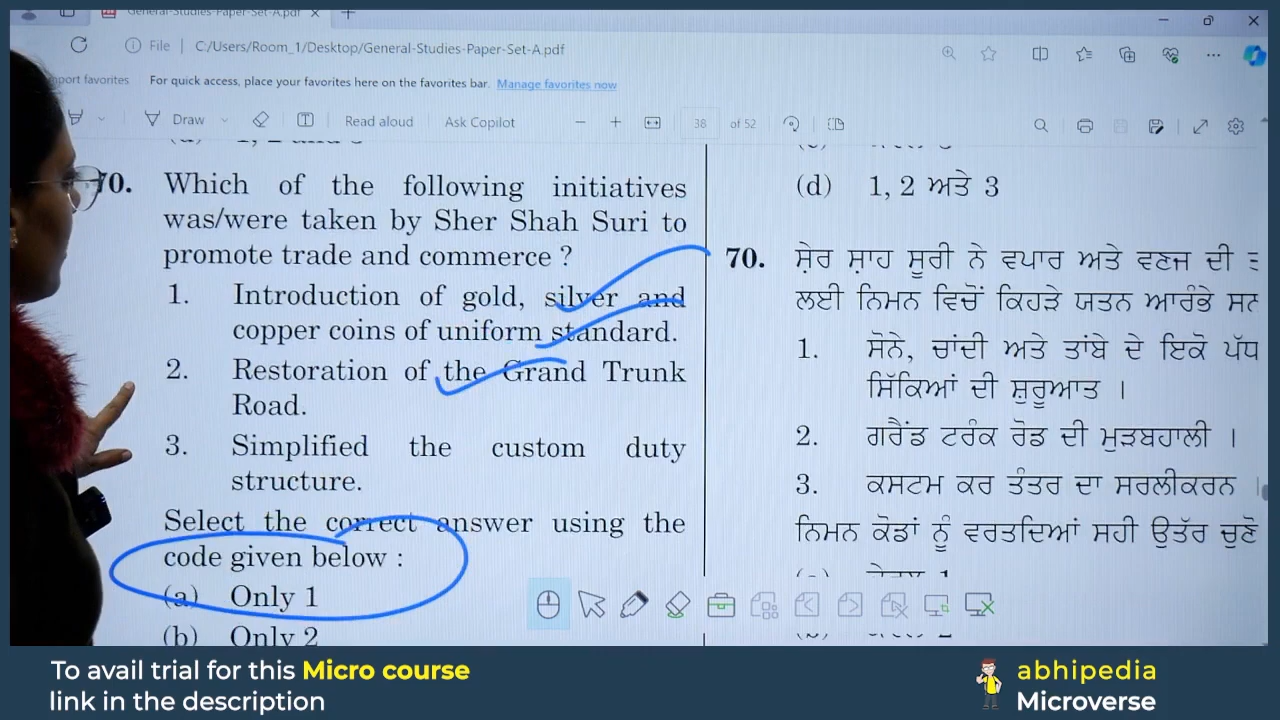 General-Studies-Paper-Set-A.pdf
File
C:/Users/Room_1/Desktop/General-Studies-Paper-Set-A.pdf
port favorites
For quick access, place your favorites here on the favorites bar.
Manage favorites now
Draw
Read aloud
Ask Copilot
38
of 52
70. Which of the following initiatives
was/were taken by Sher Shah Suri to
promote trade and commerce ?
1. Introduction of gold, silver and
copper coins of uniform standard.
2. Restoration of the Grand Trunk
Road.
3. Simplified the custom duty
structure.
Select the correct answer using the
code given below :
(a) Only 1
(b) Only 2
(d) 1, 2 ਅਤੇ 3
70. ਸ਼ੇਰ ਸ਼ਾਹ ਸੂਰੀ ਨੇ ਵਪਾਰ ਅਤੇ ਵਣਜ ਦੀ
ਲਈ ਨਿਮਨ ਵਿਚੋਂ ਕਿਹੜੇ ਯਤਨ ਆਰੰਭੇ ਸਨ
1. ਸੋਨੇ, ਚਾਂਦੀ ਅਤੇ ਤਾਂਬੇ ਦੇ ਇਕੋ ਪੱਧ
ਸਿੱਕਿਆਂ ਦੀ ਸ਼ੁਰੂਆਤ ।
2. ਗਰੈਂਡ ਟਰੰਕ ਰੋਡ ਦੀ ਮੁੜਬਹਾਲੀ ।
3. ਕਸਟਮ ਕਰ ਤੰਤਰ ਦਾ ਸਰਲੀਕਰਨ
ਨਿਮਨ ਕੋਡਾਂ ਨੂੰ ਵਰਤਦਿਆਂ ਸਹੀ ਉਤੱਰ ਚੁਣੋ
To avail trial for this Micro course
link in the description
abhipedia
Microverse